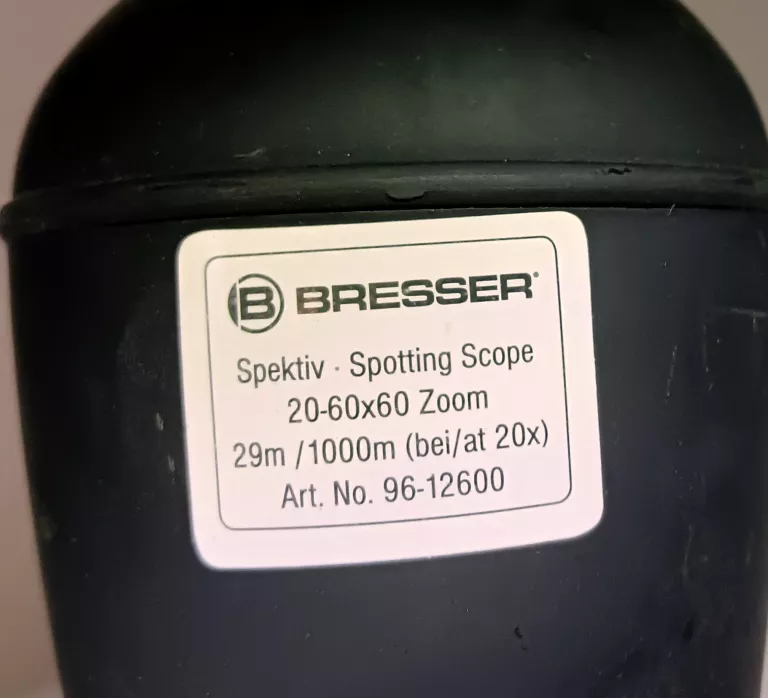 B BRESSER®
Spektiv · Spotting Scope
20-60x60 Zoom
29m /1000m (bei/at 20x)
Art. No. 96-12600